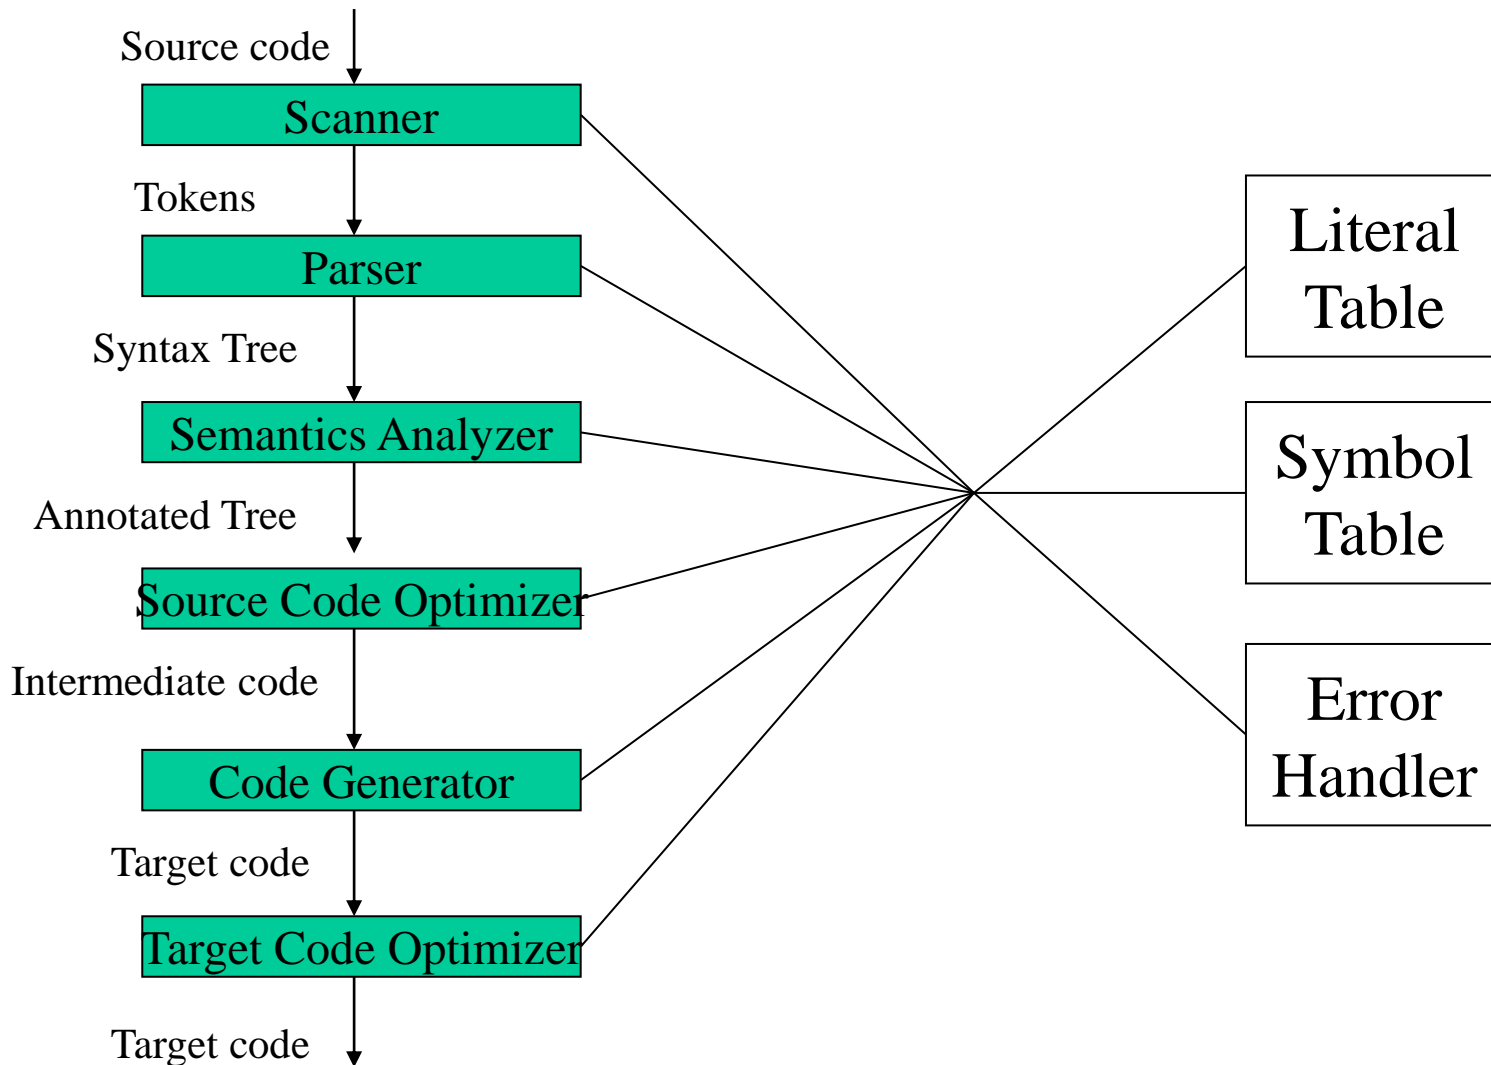 Source code
Scanner
Tokens
Parser
Syntax Tree
Semantics Analyzer
Annotated Tree
Source Code Optimizer
Intermediate code
Code Generator
Target code
Target Code Optimizer
Target code
Literal
Table
Symbol
Table
Error
Handler